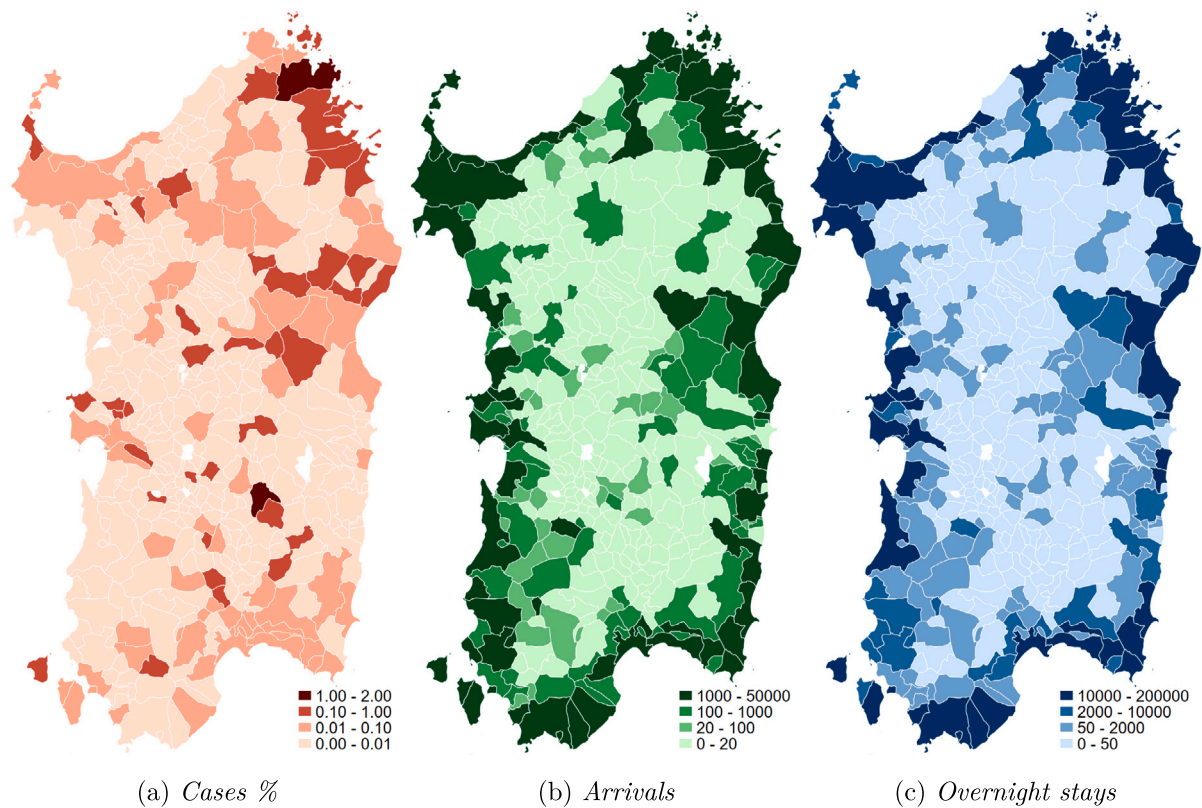 1.00 - 2.00
0.10 - 1.00
0.01 - 0.10
0.00 - 0.01
1000 - 50000
100 - 1000
20 - 100
0 - 20
10000 - 200000
2000 - 10000
50 - 2000
0 - 50
(a) Cases %
(b) Arrivals
(c) Overnight stays